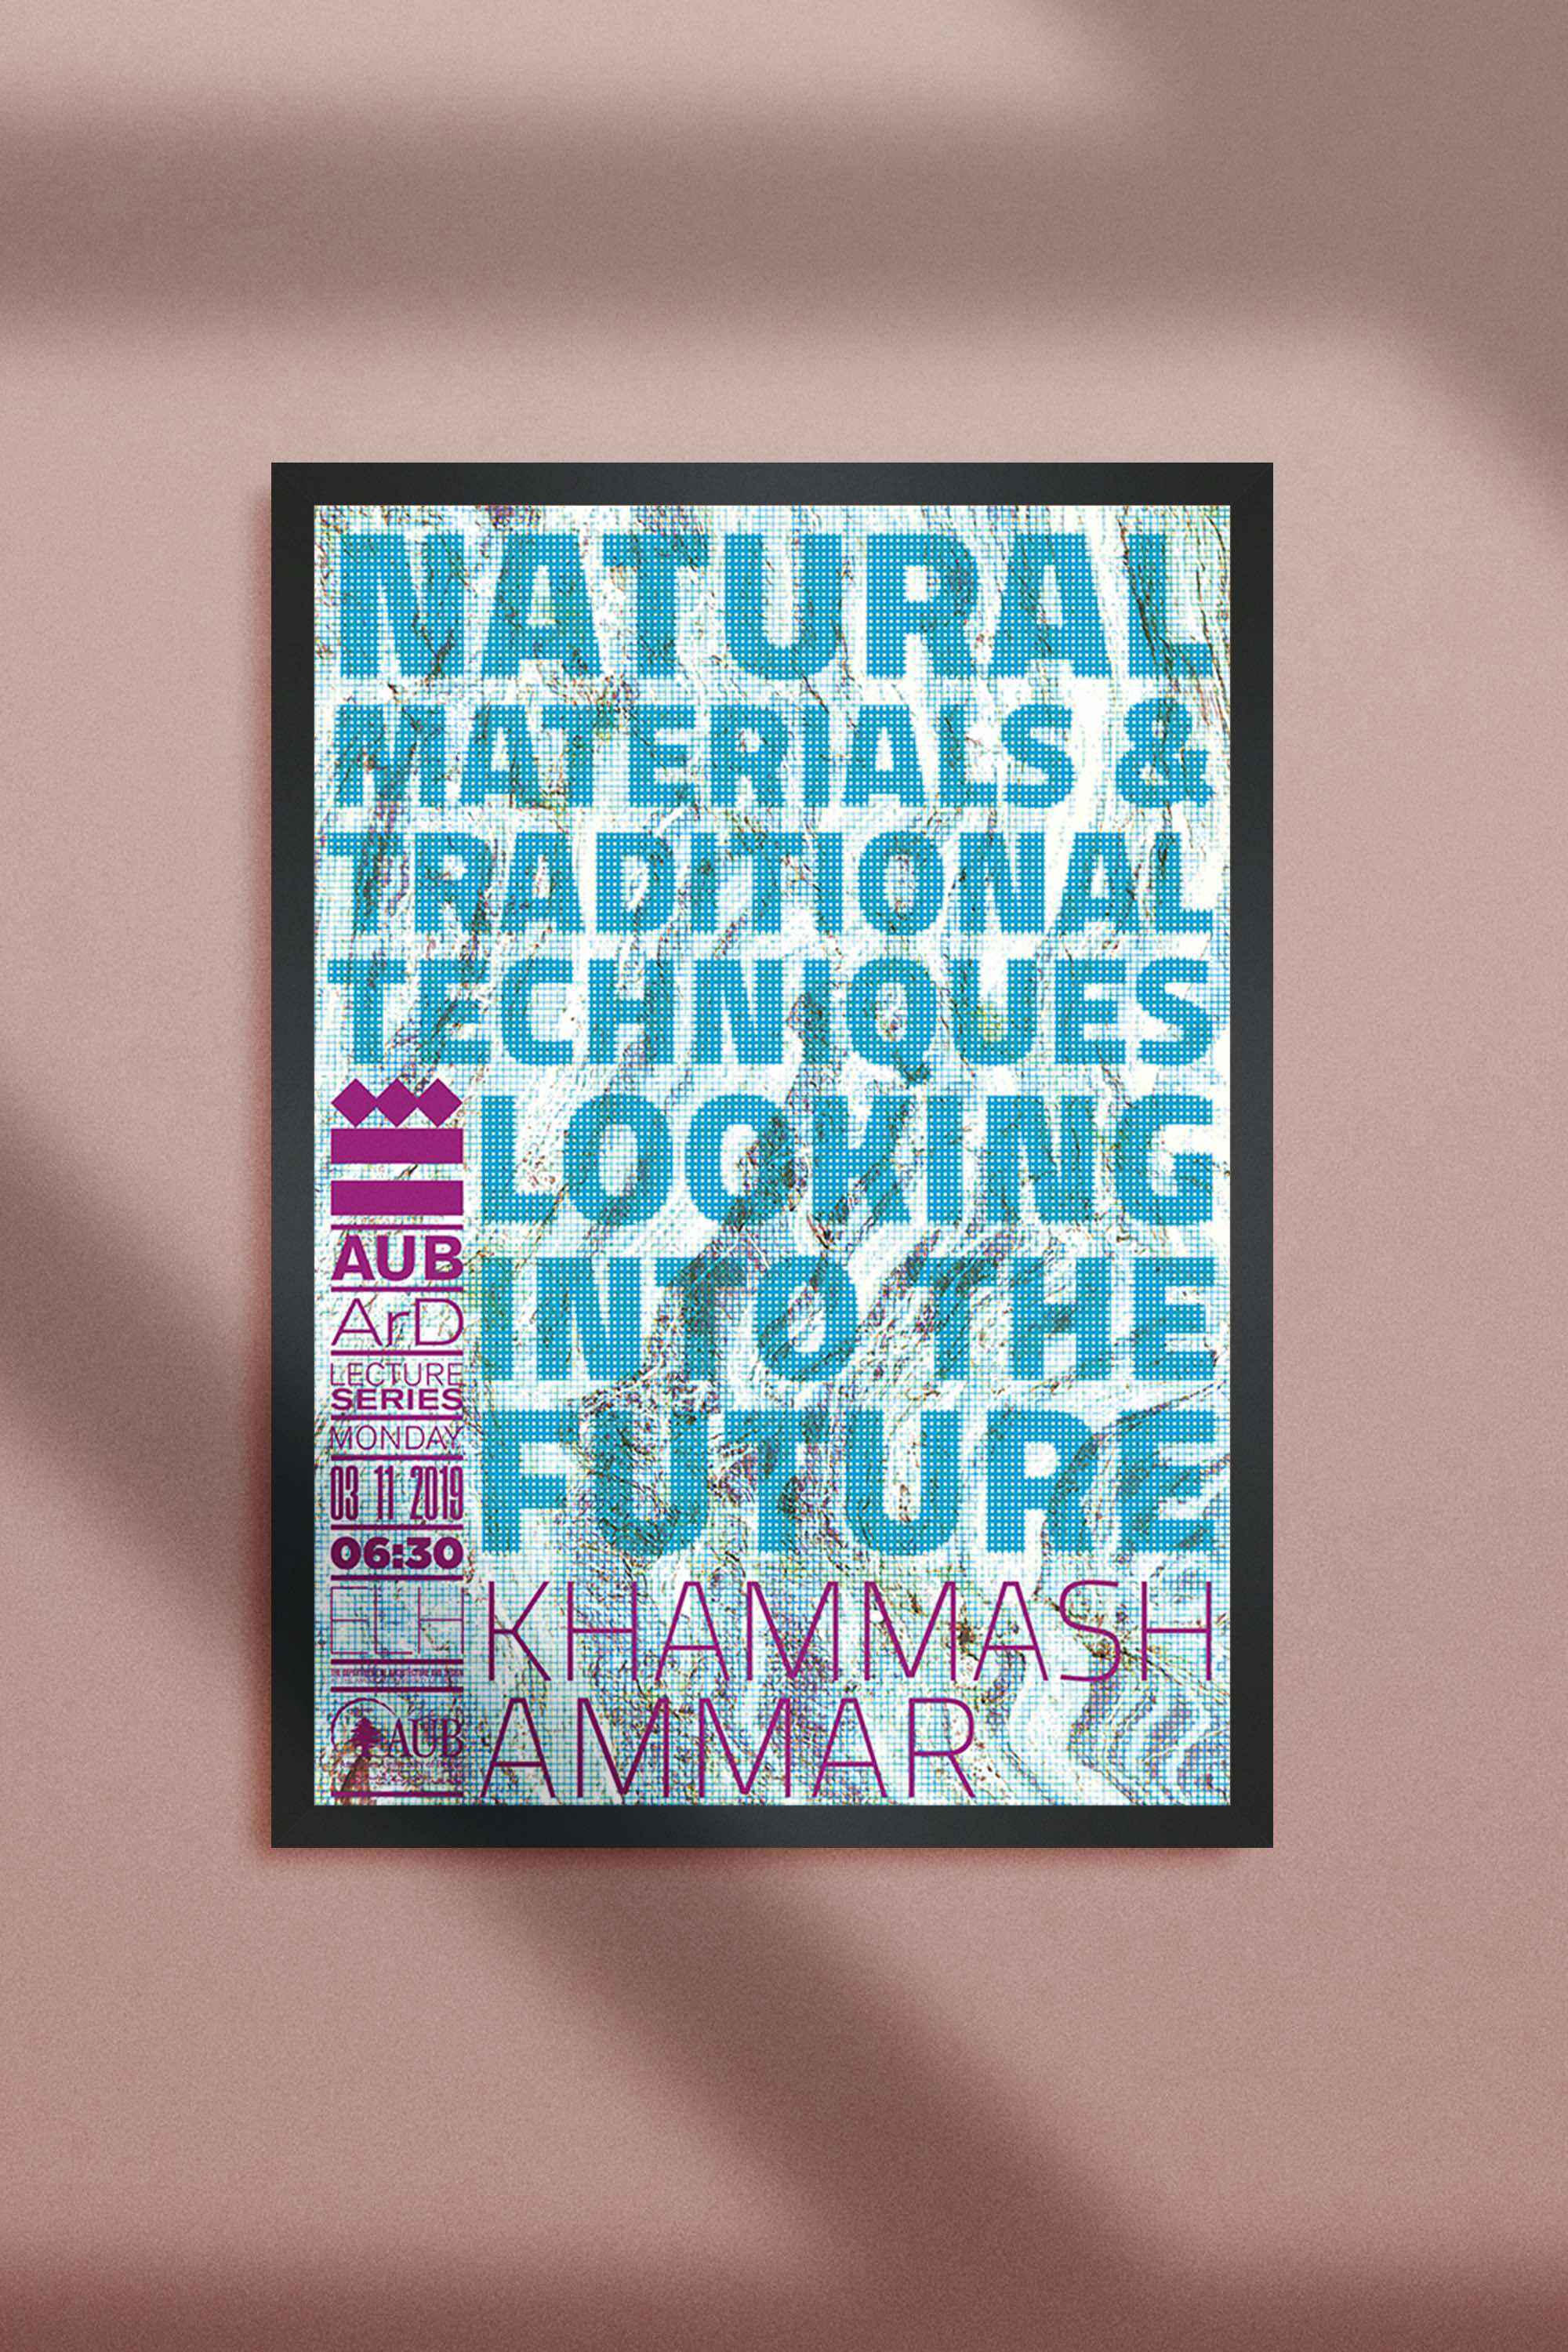 NATURAL
MATERIALS &
TRADITIONAL
TECHNIQUES
LOOKING
INTO THE
FUTURE
AUB
ArD
LECTURE
SERIES
MONDAY
03 11 2019
06:30
KHAMMASH
AMMAR
AUB